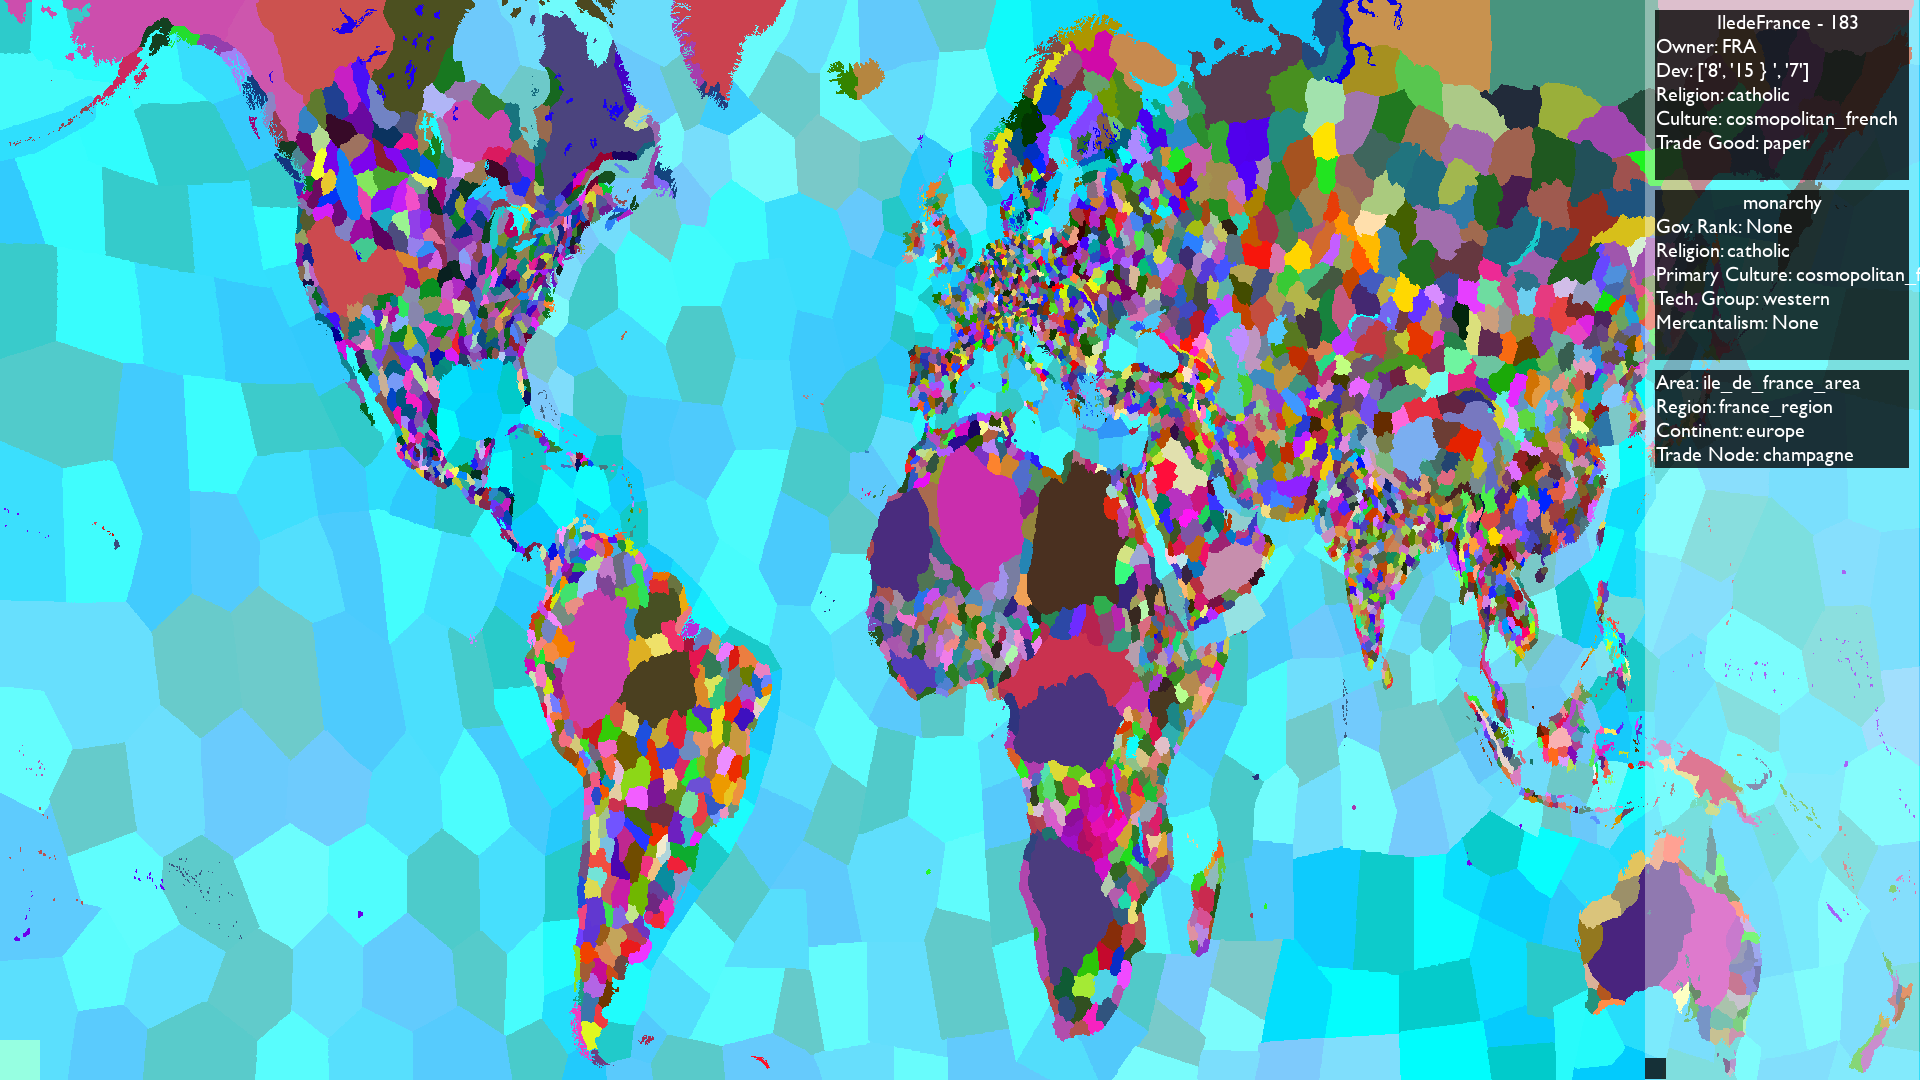 IledeFrance - 183
Owner: FRA
Dev: ['8', '15 } ', '7']
Religion: catholic
Culture: cosmopolitan_french
Trade Good: paper
monarchy
Gov. Rank: None
Religion: catholic
Primary Culture: cosmopolitan_f
Tech. Group: western
Mercantalism: None
Area: ile_de_france_area
Region: france_region
Continent: europe
Trade Node: champagne